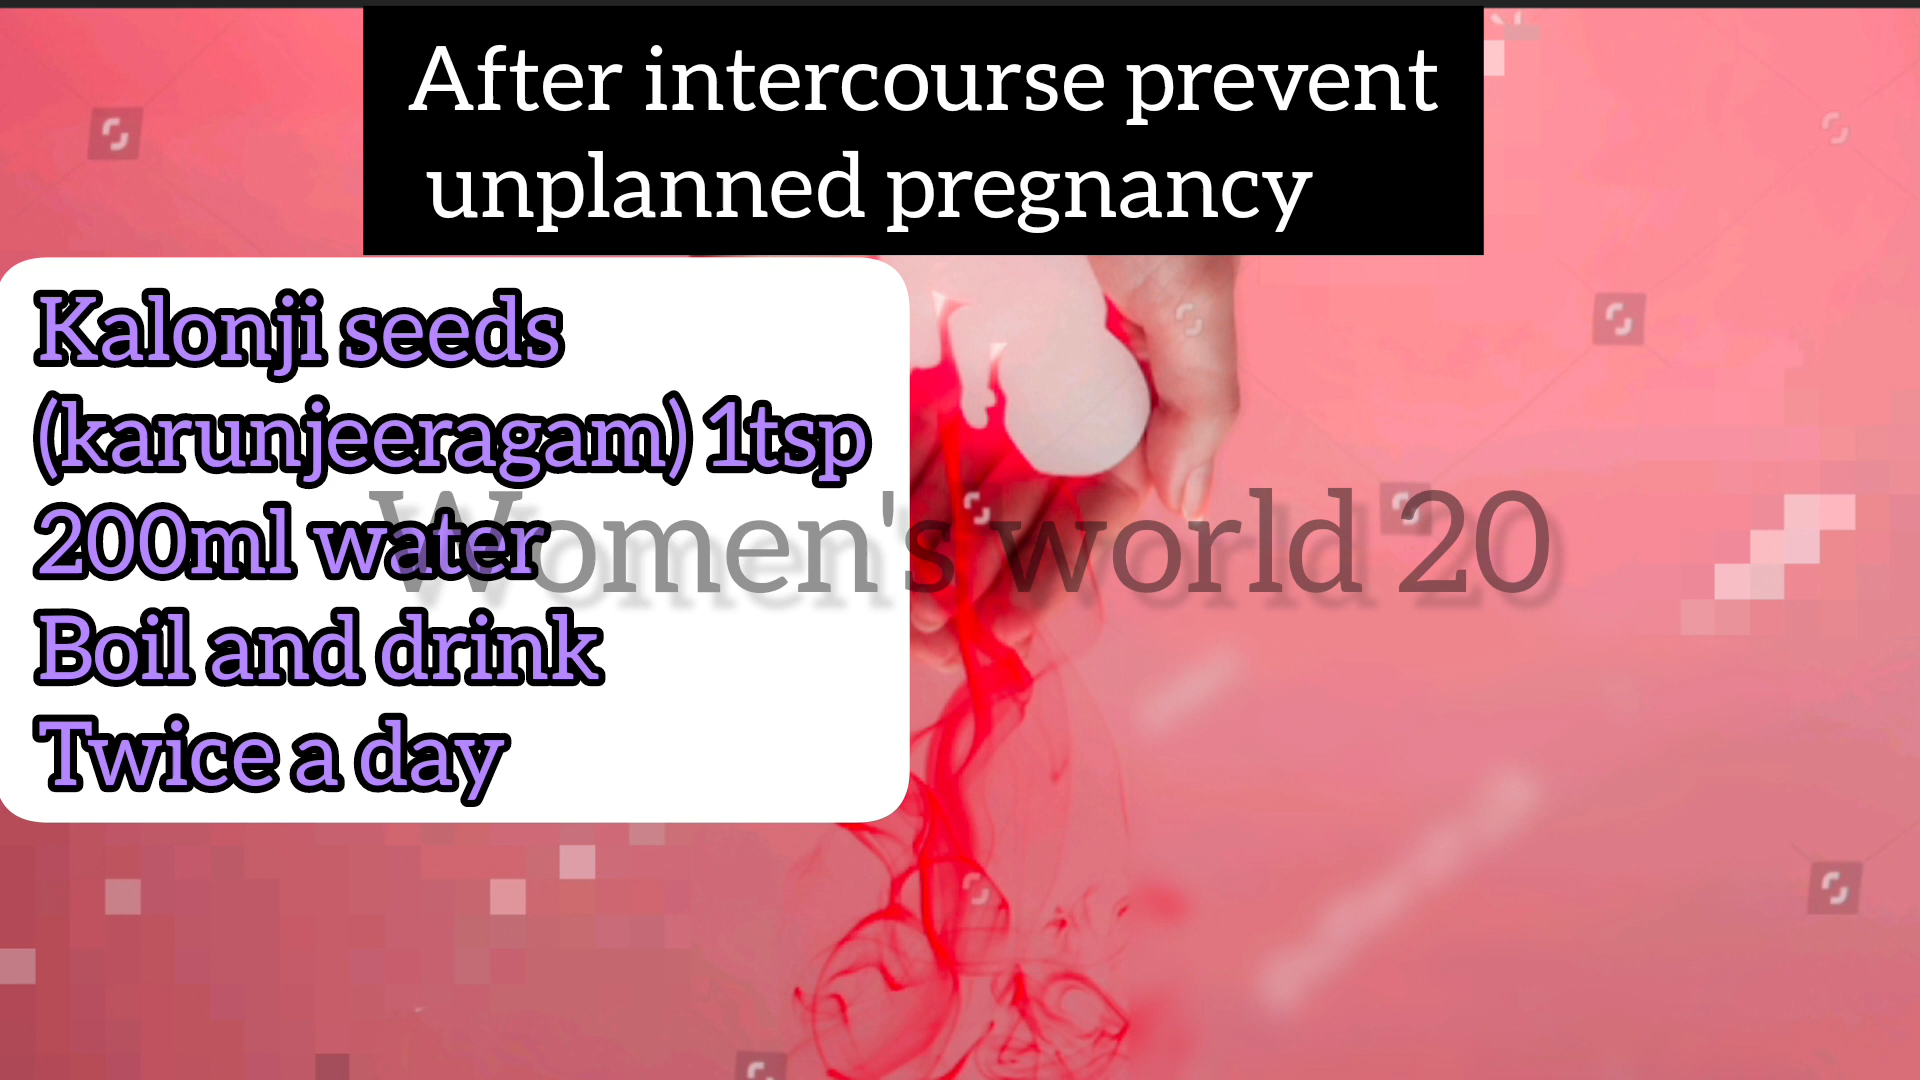 After intercourse prevent
unplanned pregnancy
Kalonji seeds
(karunjeeragam) 1tsp
200ml water
Boil and drink
Twice a day
Women's world 20